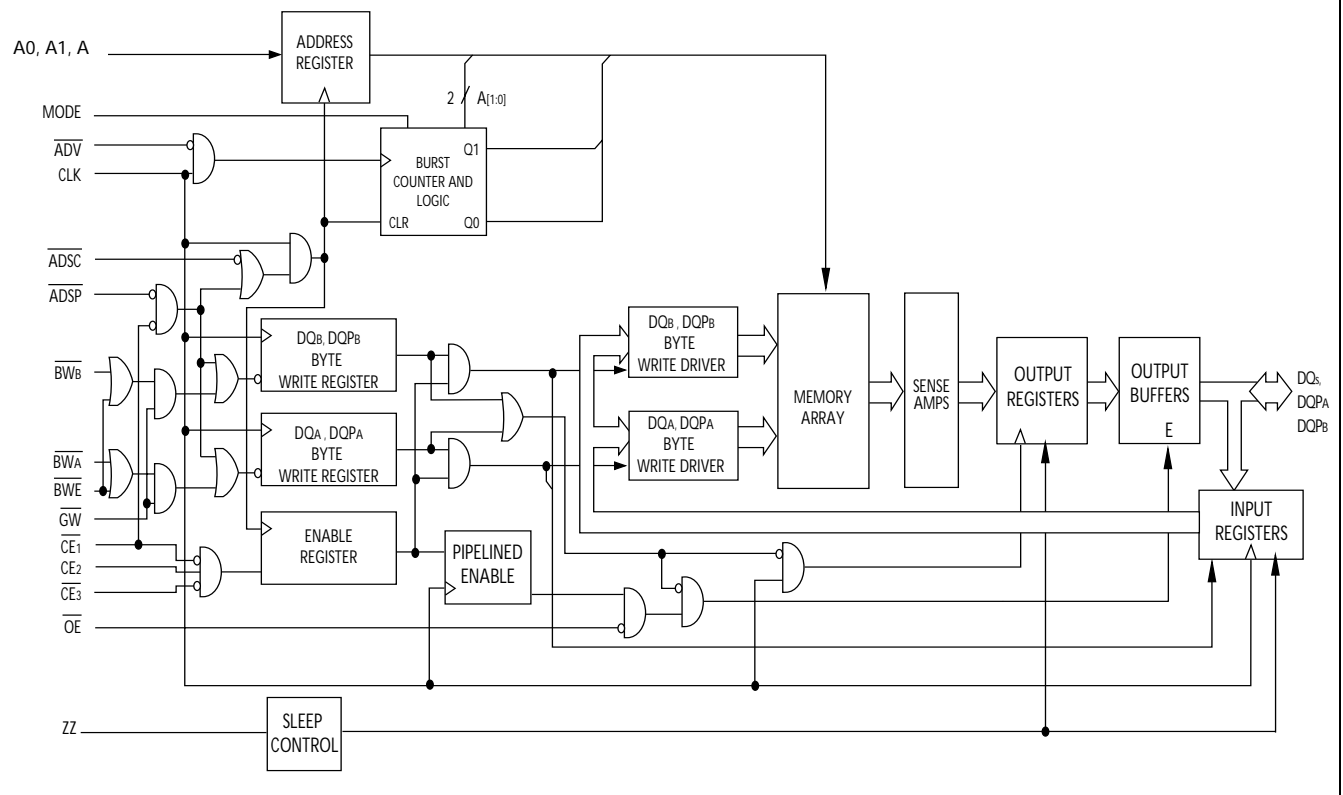 A0, A1, A
ADDRESS
REGISTER
MODE
2 A[1:0]
ADV
CLK
BURST
COUNTER AND
LOGIC
Q1
CLR
Q0
ADSC
ADSP
BWB
BWA
BWE
GW
CE1
CE2
CE3
OE
ZZ
DQB, DQPB
BYTE
WRITE REGISTER
DQA, DQPA
BYTE
WRITE REGISTER
ENABLE
REGISTER
PIPELINED
ENABLE
SLEEP
CONTROL
DQB, DQPB
BYTE
WRITE DRIVER
DQA, DQPA
BYTE
WRITE DRIVER
MEMORY
ARRAY
SENSE
AMPS
OUTPUT
REGISTERS
OUTPUT
BUFFERS
E
DQs,
DQPA
DQPB
INPUT
REGISTERS